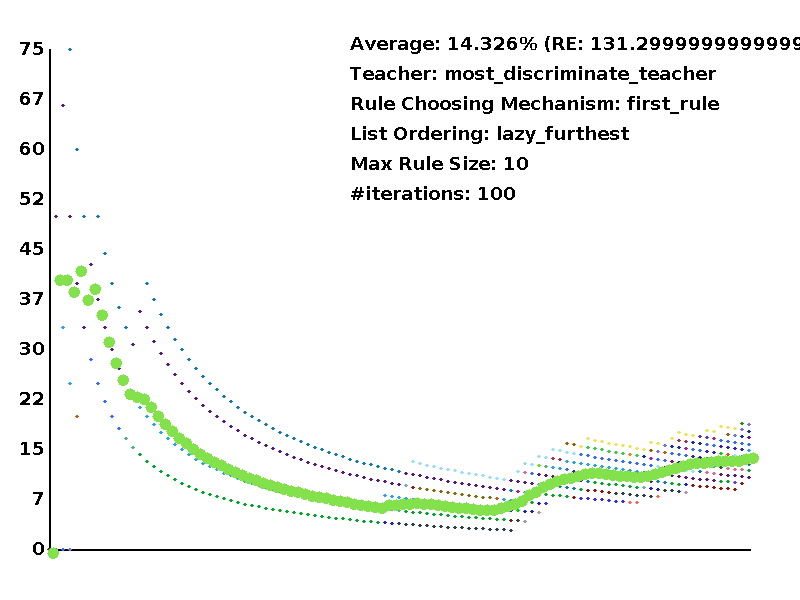 Average: 14.326% (RE: 131.2999999999999
Teacher: most_discriminate_teacher
Rule Choosing Mechanism: first_rule
List Ordering: lazy_furthest
Max Rule Size: 10
#iterations: 100
75
67
60
52
45
37
30
22
15
7
0